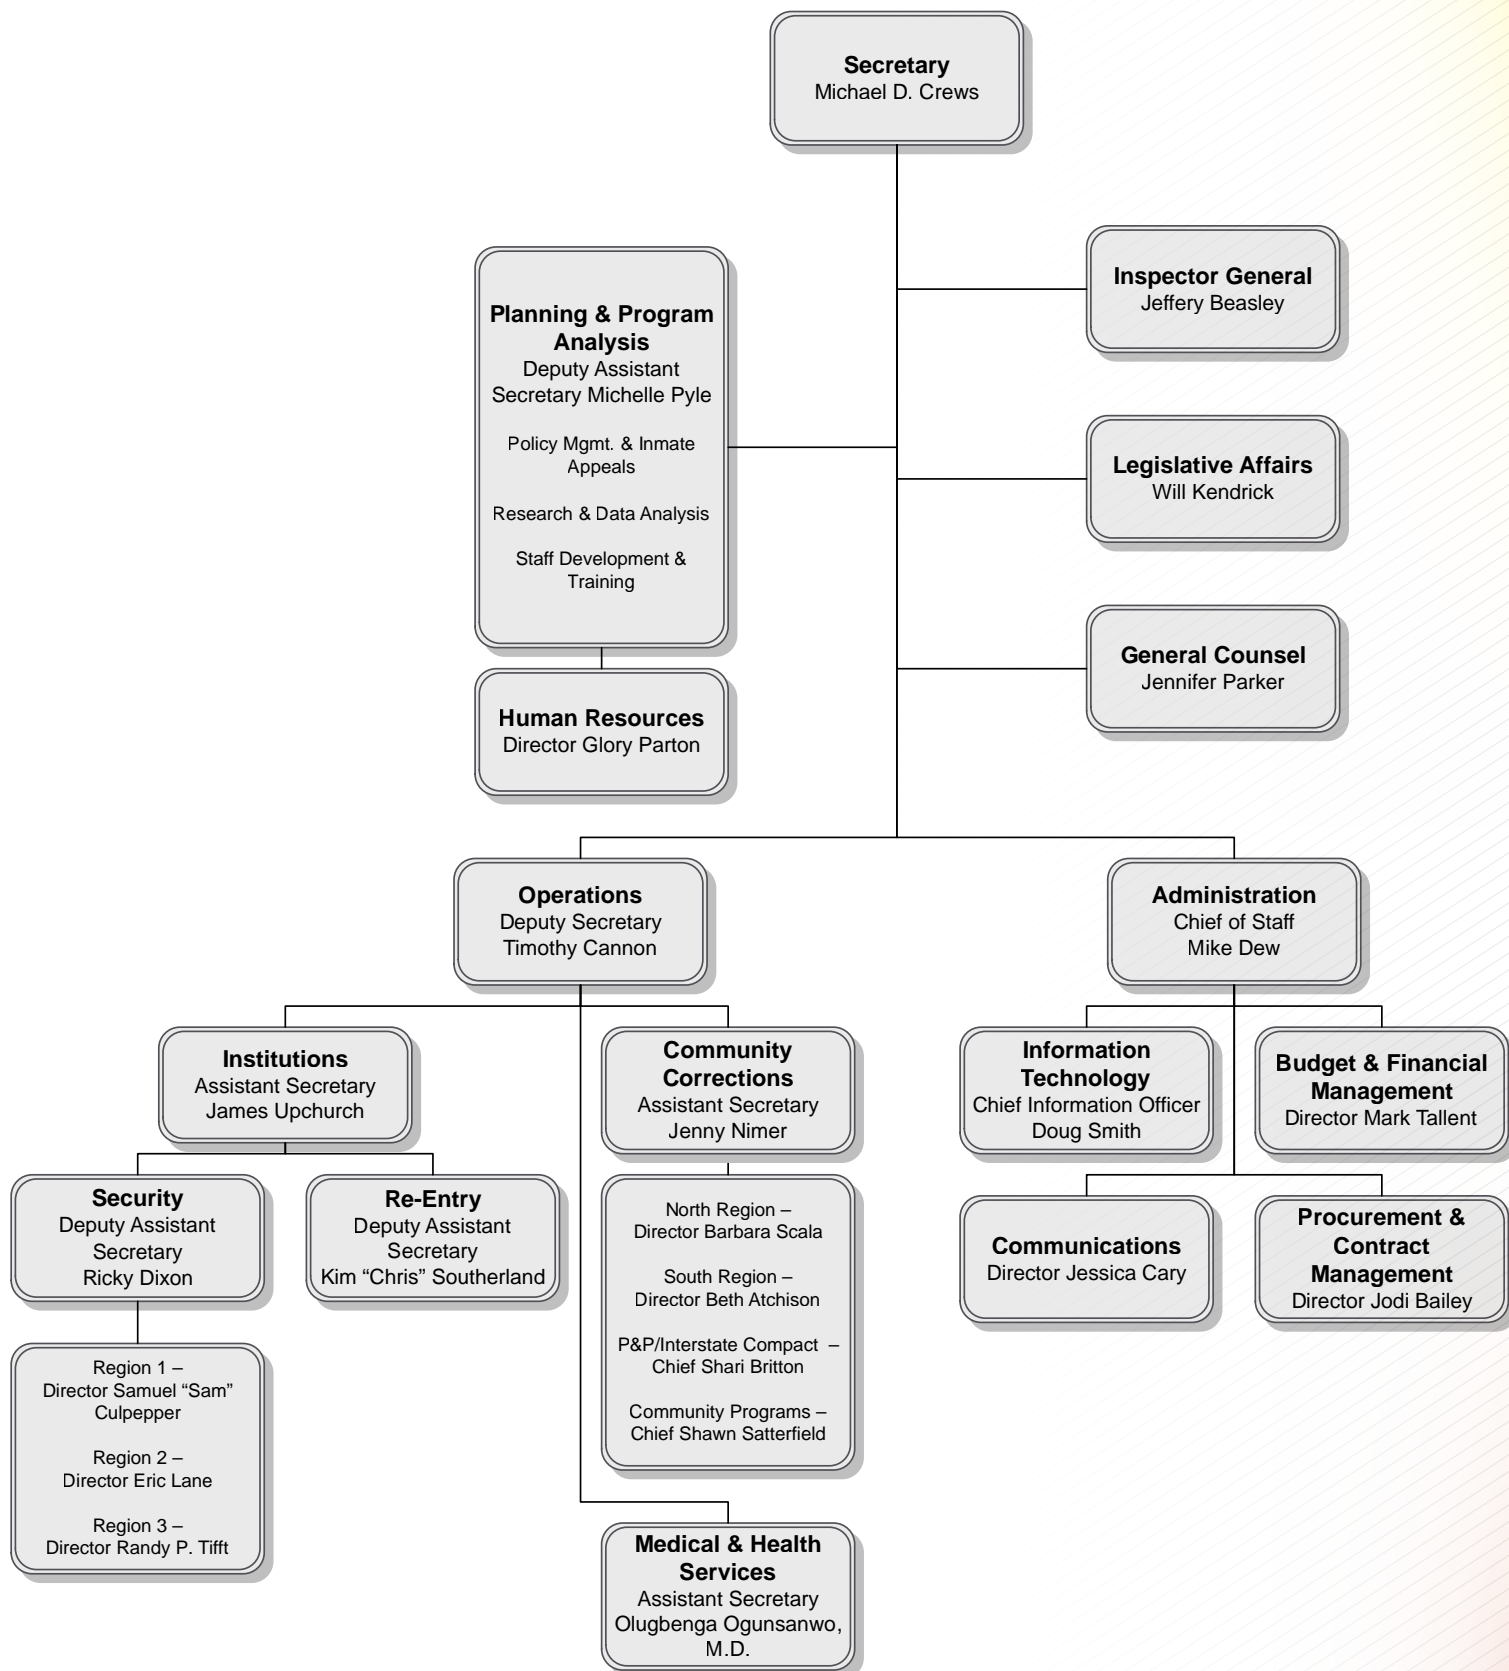 Secretary
Michael D. Crews
Inspector General
Jeffery Beasley
Planning & Program
Analysis
Deputy Assistant
Secretary Michelle Pyle
Policy Mgmt. & Inmate
Appeals
Research & Data Analysis
Staff Development &
Training
Legislative Affairs
Will Kendrick
General Counsel
Jennifer Parker
Human Resources
Director Glory Parton
Operations
Deputy Secretary
Timothy Cannon
Administration
Chief of Staff
Mike Dew
Institutions
Assistant Secretary
James Upchurch
Community
Corrections
Assistant Secretary
Jenny Nimer
Information
Technology
Chief Information Officer
Doug Smith
Budget & Financial
Management
Director Mark Tallent
Security
Deputy Assistant
Secretary
Ricky Dixon
Re-Entry
Deputy Assistant
Secretary
Kim “Chris” Southerland
North Region –
Director Barbara Scala
South Region –
Director Beth Atchison
P&P/Interstate Compact –
Chief Shari Britton
Community Programs –
Chief Shawn Satterfield
Communications
Director Jessica Cary
Procurement &
Contract
Management
Director Jodi Bailey
Region 1 –
Director Samuel “Sam”
Culpepper
Region 2 –
Director Eric Lane
Region 3 –
Director Randy P. Tifft
Medical & Health
Services
Assistant Secretary
Olugbenga Ogunsanwo,
M.D.